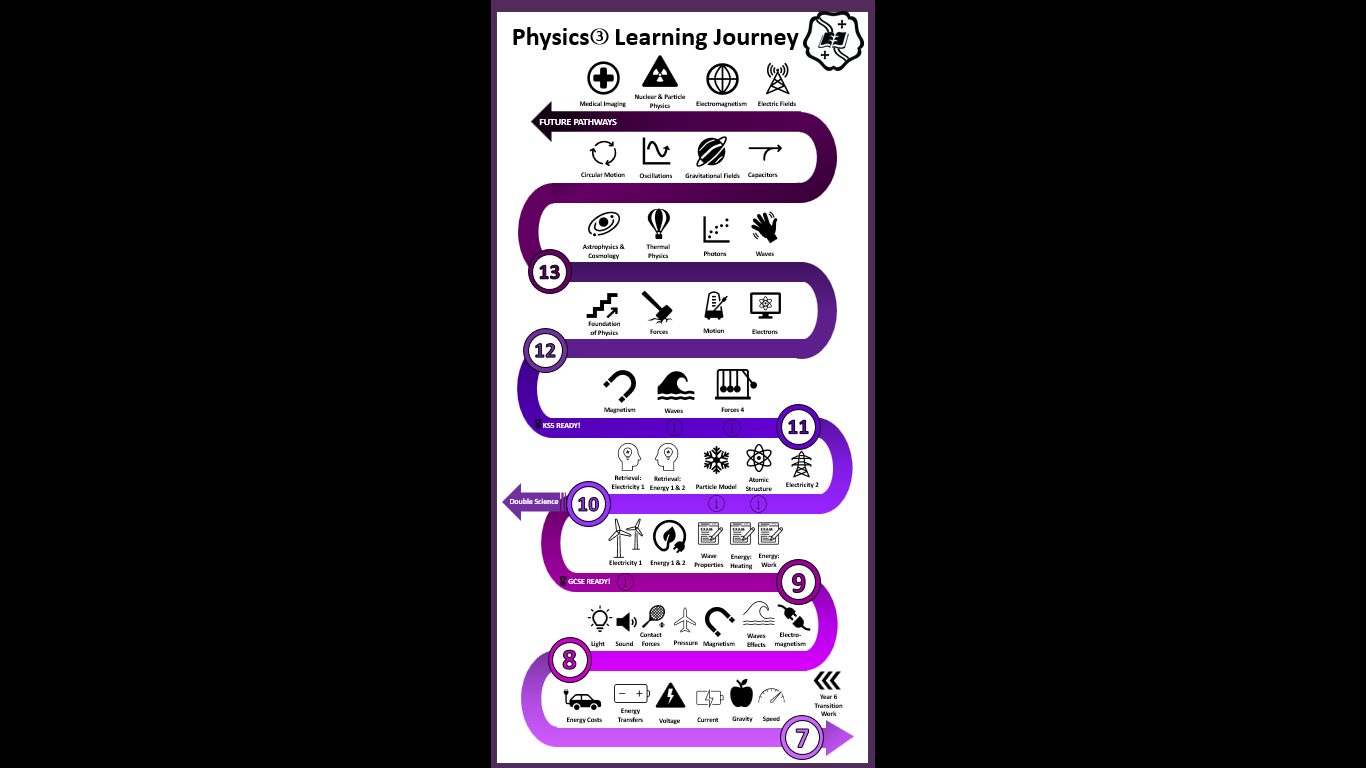 Physics③ Learning Journey
Medical Imaging
Nuclear & Particle
Physics
Electromagnetism
Electric Fields
FUTURE PATHWAYS
Circular Motion
Oscillations
Gravitational Fields
Capacitors
Astrophysics &
Cosmology
Thermal
Physics
Photons
Waves
13
Foundation
of Physics
Forces
Motion
Electrons
12
Magnetism
Waves
Forces 4
KS5 READY!
i
i
11
Retrieval:
Electricity 1
Retrieval:
Energy 1 & 2
Particle Model
Atomic
Structure
Electricity 2
Double Science
10
i
i
Electricity 1
Energy 1 & 2
EXAM
Wave
Properties
EXAM
Energy:
Heating
EXAM
Energy:
Work
GCSE READY!
i
9
Light
Sound
Contact
Forces
Pressure
Magnetism
Waves
Effects
Electro-
magnetism
8
Energy Costs
Energy
Transfers
Voltage
Current
Gravity
Speed
Year 6
Transition
Work
7